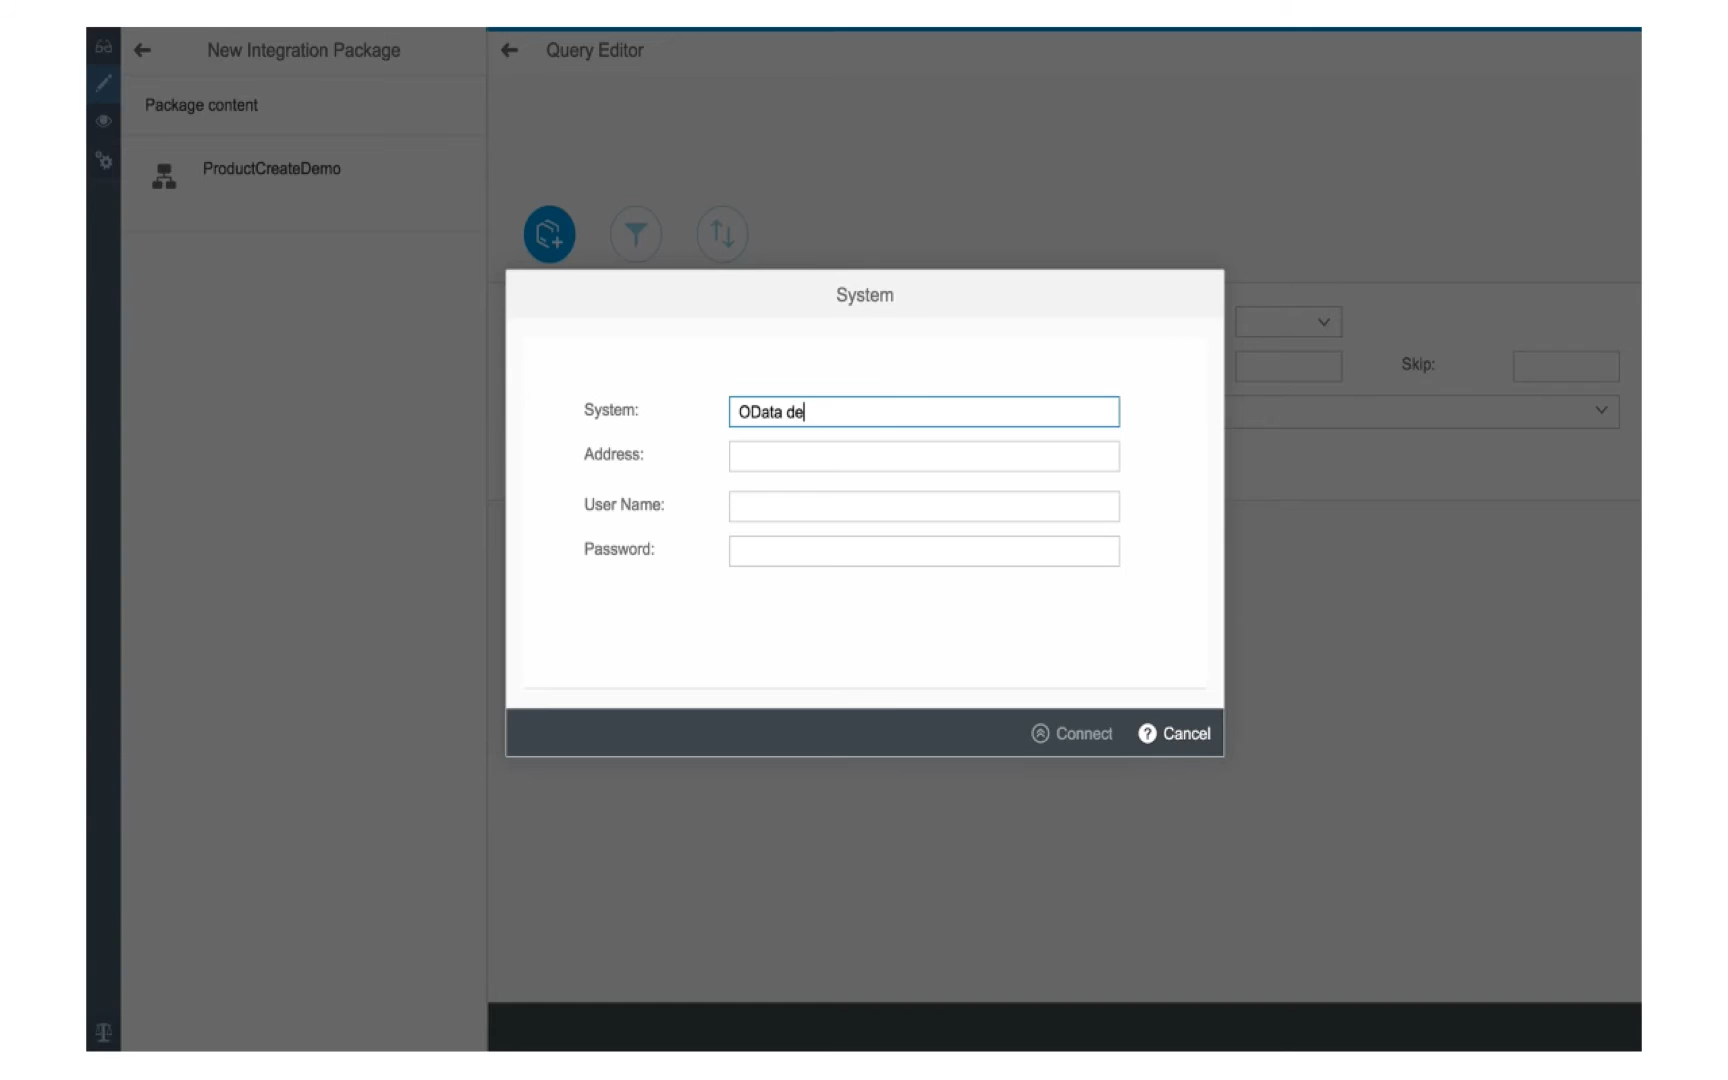 New Integration Package
Query Editor
Package content
ProductCreateDemo
System
Skip:
System:
OData de
Address:
User Name:
Password:
Connect
Cancel